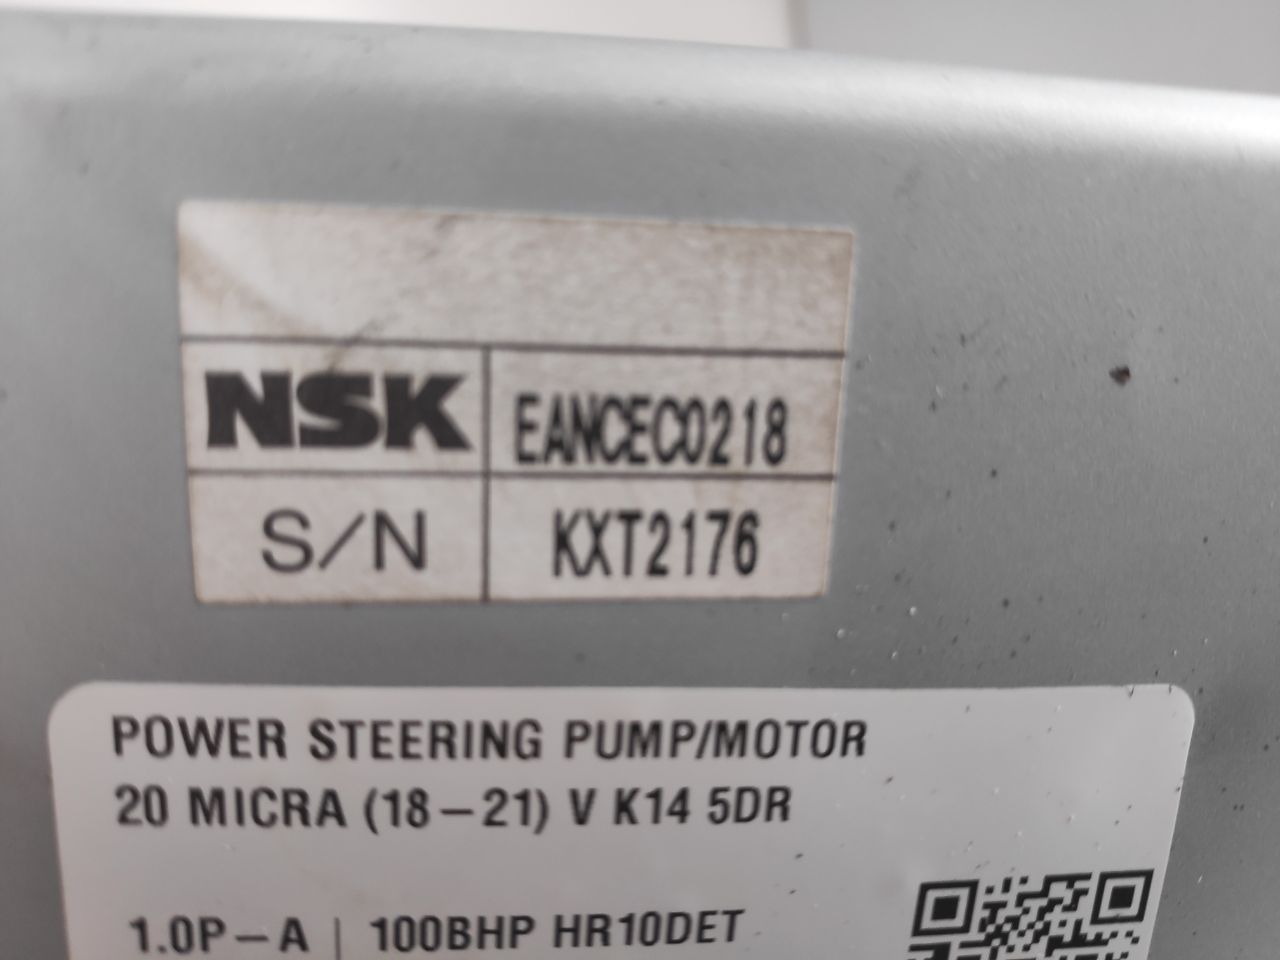 NSK EANCEC0218
S/N KXT2176
POWER STEERING PUMP/MOTOR
20 MICRA (18-21) V K14 5DR
1.0P-A | 100BHP HR10DET